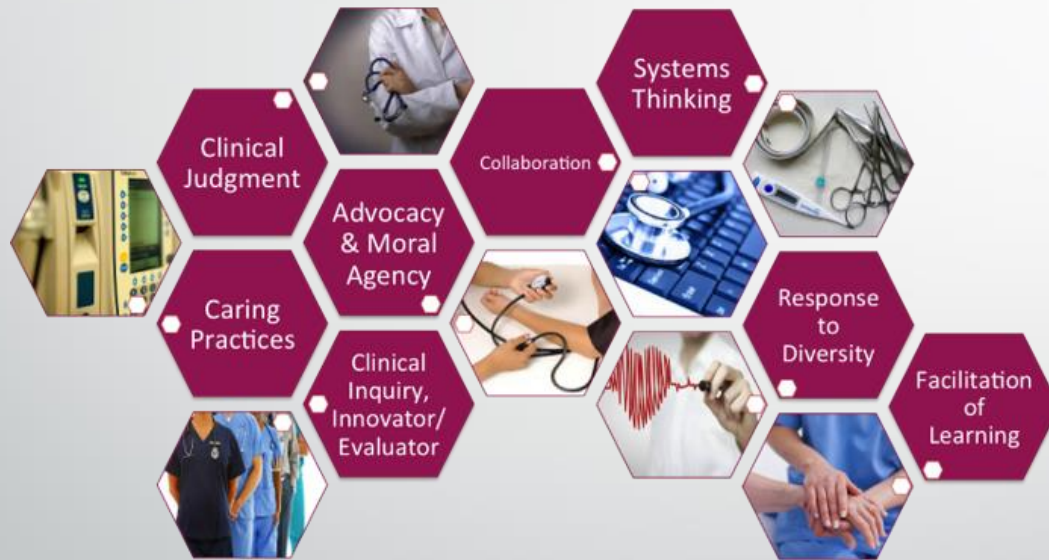 Clinical
Judgment
Caring
Practices
Advocacy
& Moral
Agency
Clinical
Inquiry,
Innovator/
Evaluator
Collaboration
Systems
Thinking
Response
to
Diversity
Facilitation
of
Learning